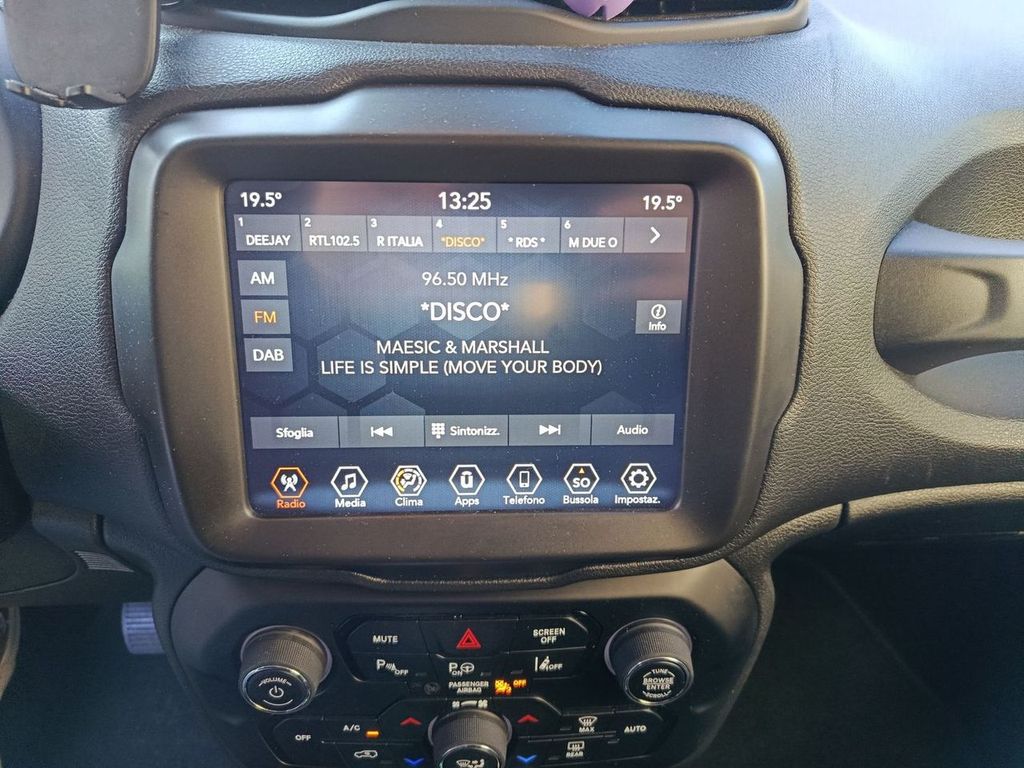 19.5° 13:25 19.5°
1 DEEJAY 2 RTL102.5 3 R ITALIA 4 *DISCO* 5 *RDS* 6 M DUE O
AM 96.50 MHz
FM *DISCO* Info
DAB MAESIC & MARSHALL
LIFE IS SIMPLE (MOVE YOUR BODY)
Sfoglia Sintonizz. Audio
SO
Radio Media Clima Apps Telefono Bussola Impostaz.
MUTE SCREEN OFF
P OFF P ON OFF
VOLUME PASSENGER AIRBAG OFF TUNE BROWSE ENTER SCROLL
OFF A/C MAX AUTO
REAR